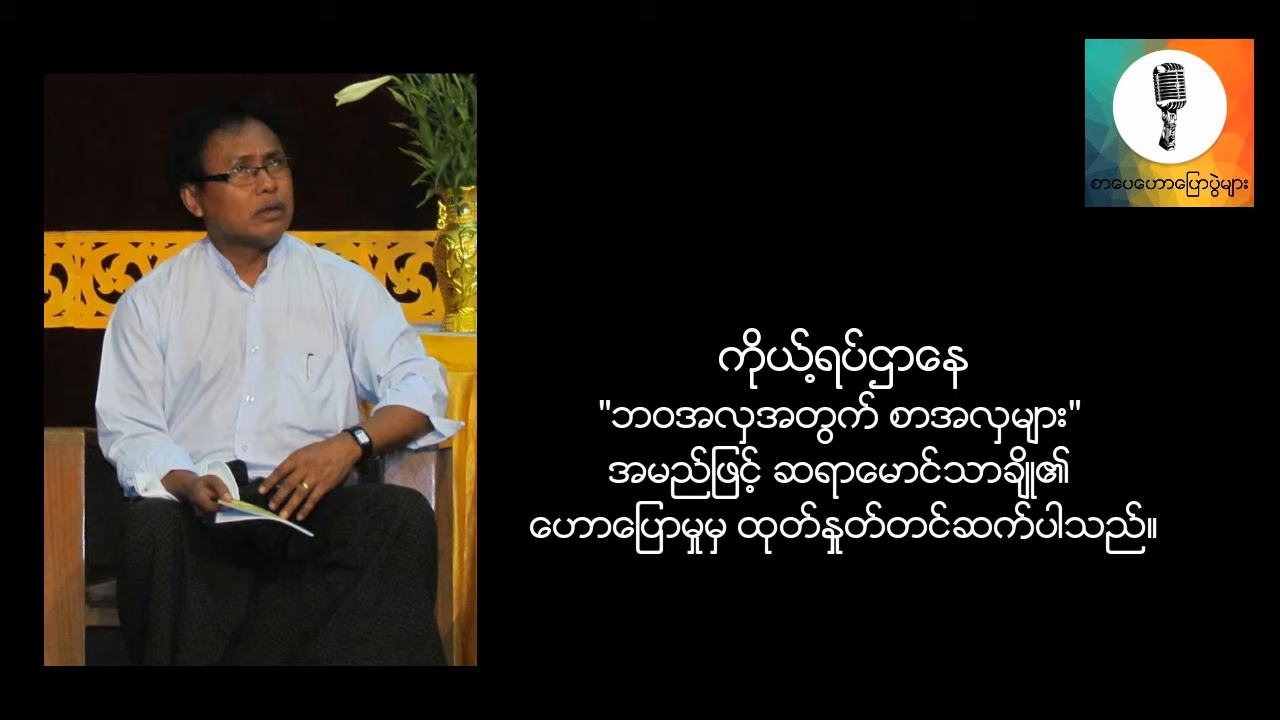 စာပေဟောပြောပွဲများ
ကိုယ့်ရပ်ဌာနေ
"ဘဝအလှအတွက် စာအလှများ"
အမည်ဖြင့် ဆရာမောင်သာချို၏
ဟောပြောမှုမှ ထုတ်နှုတ်တင်ဆက်ပါသည်။